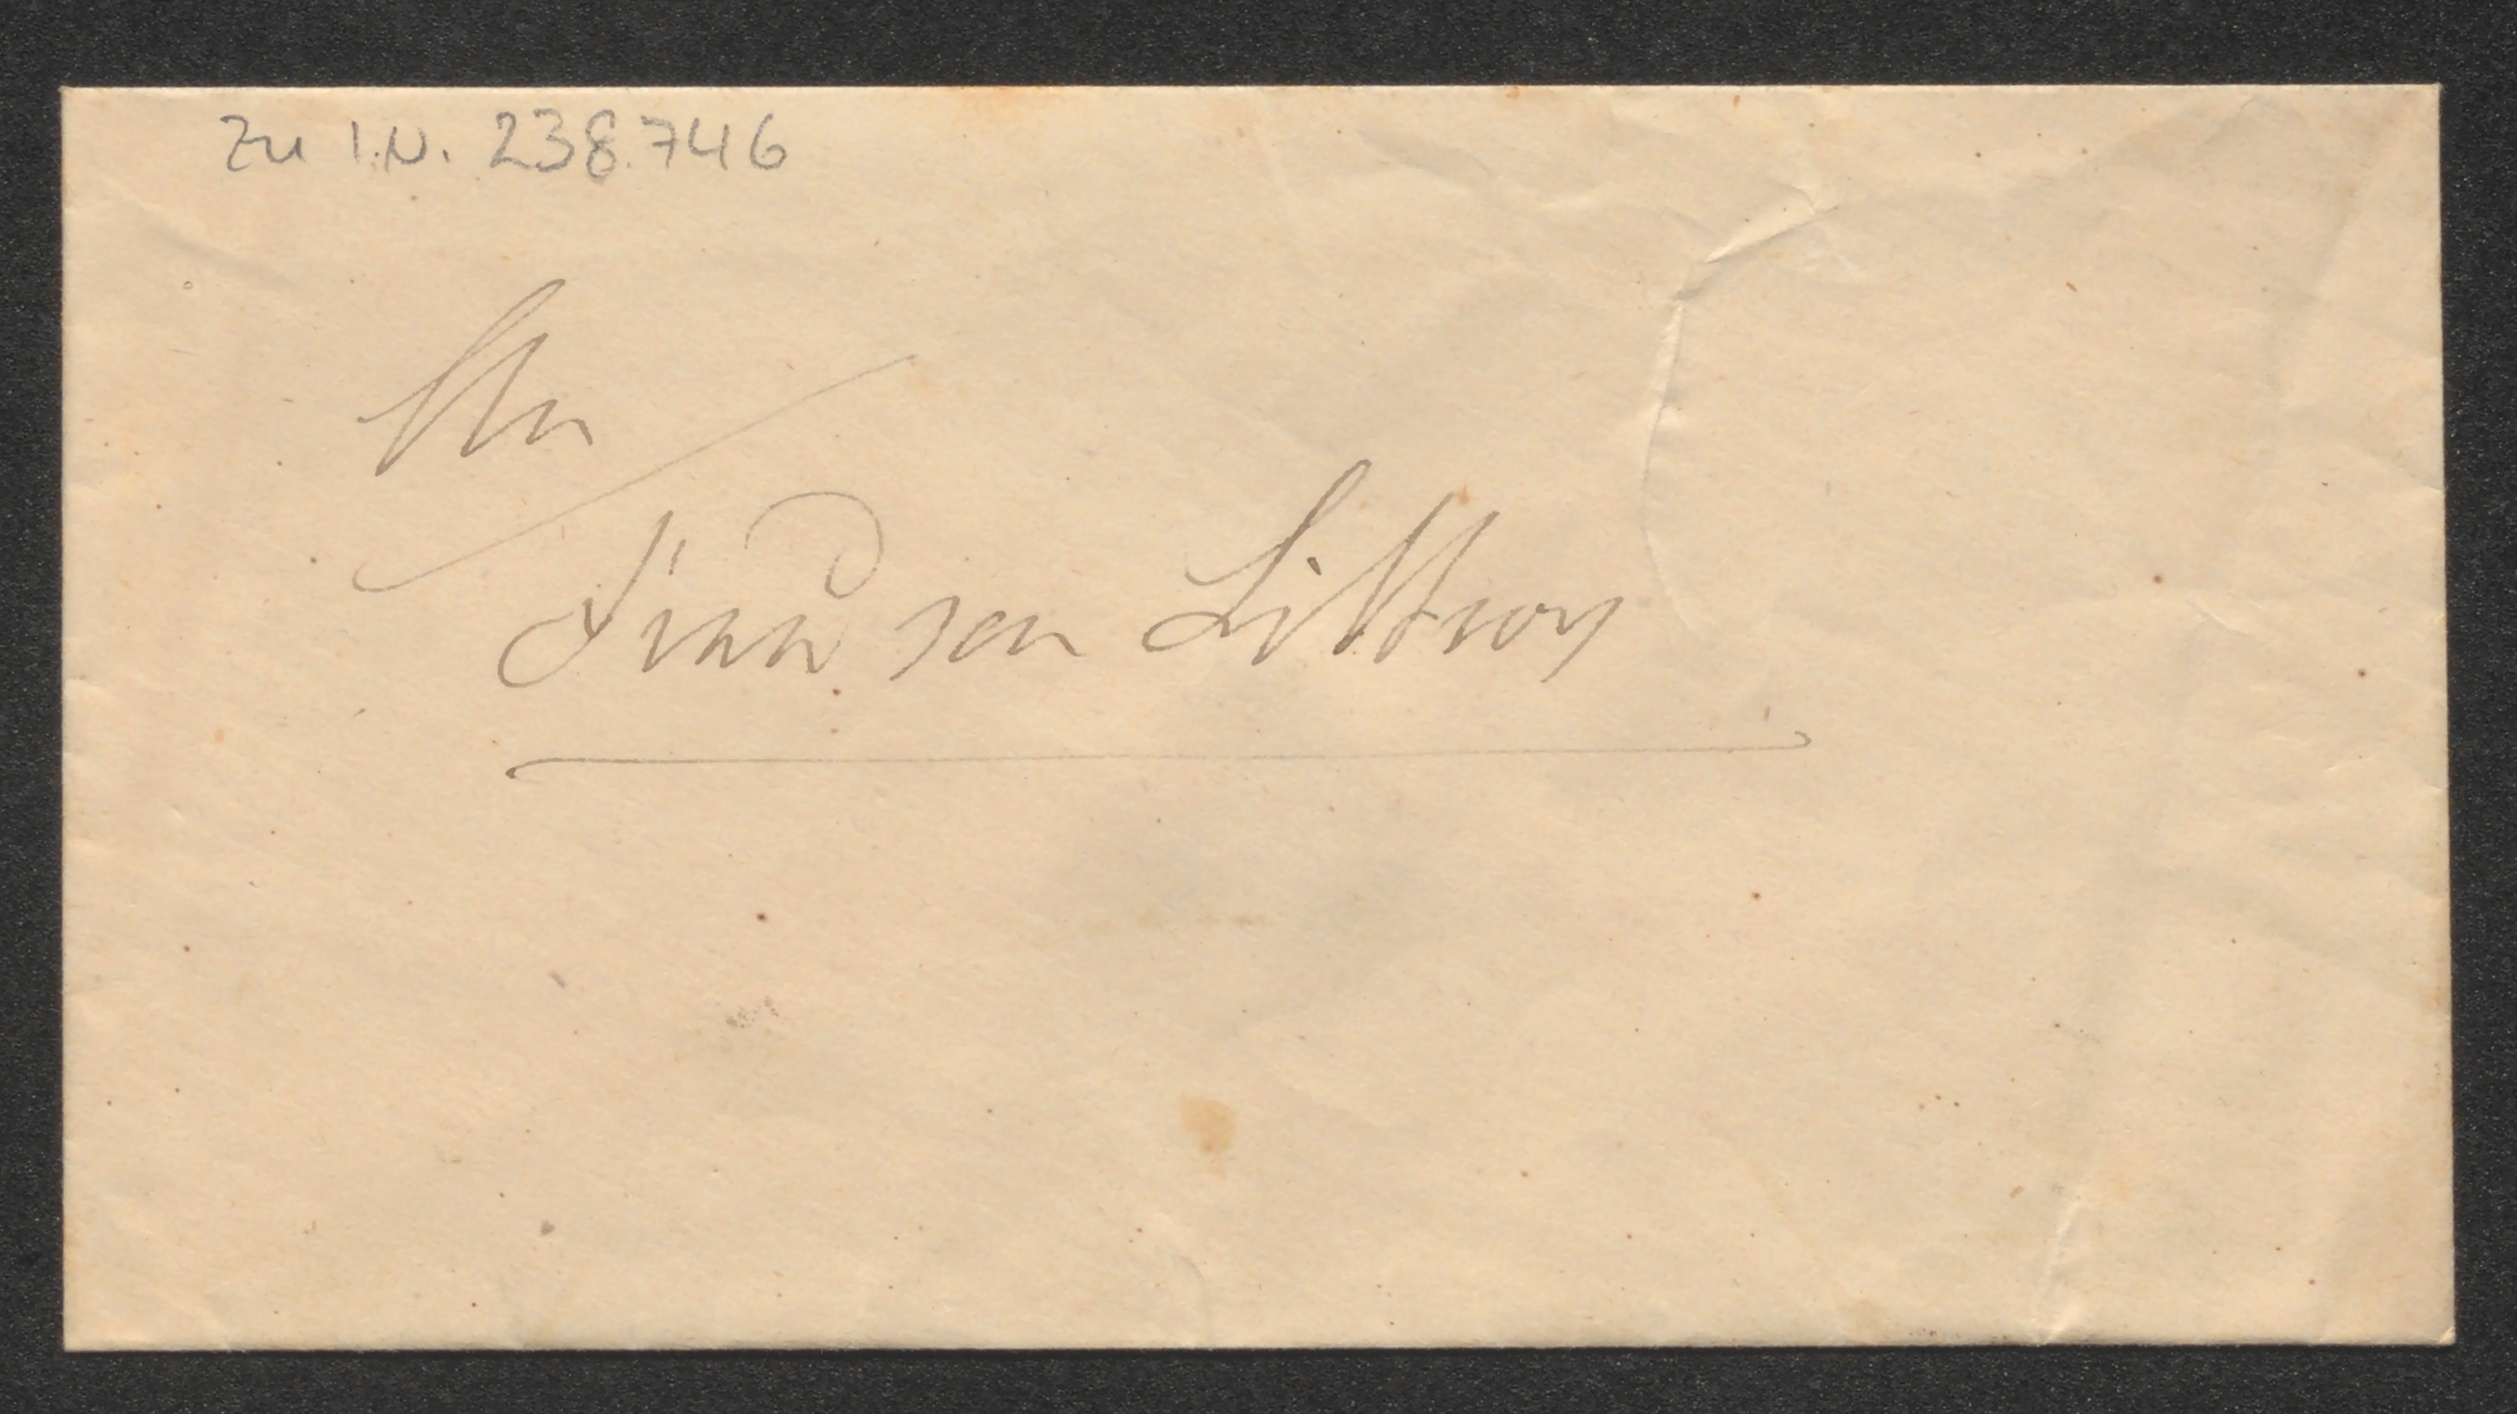 Zu I.N. 238.746
An
Frau von Littrow